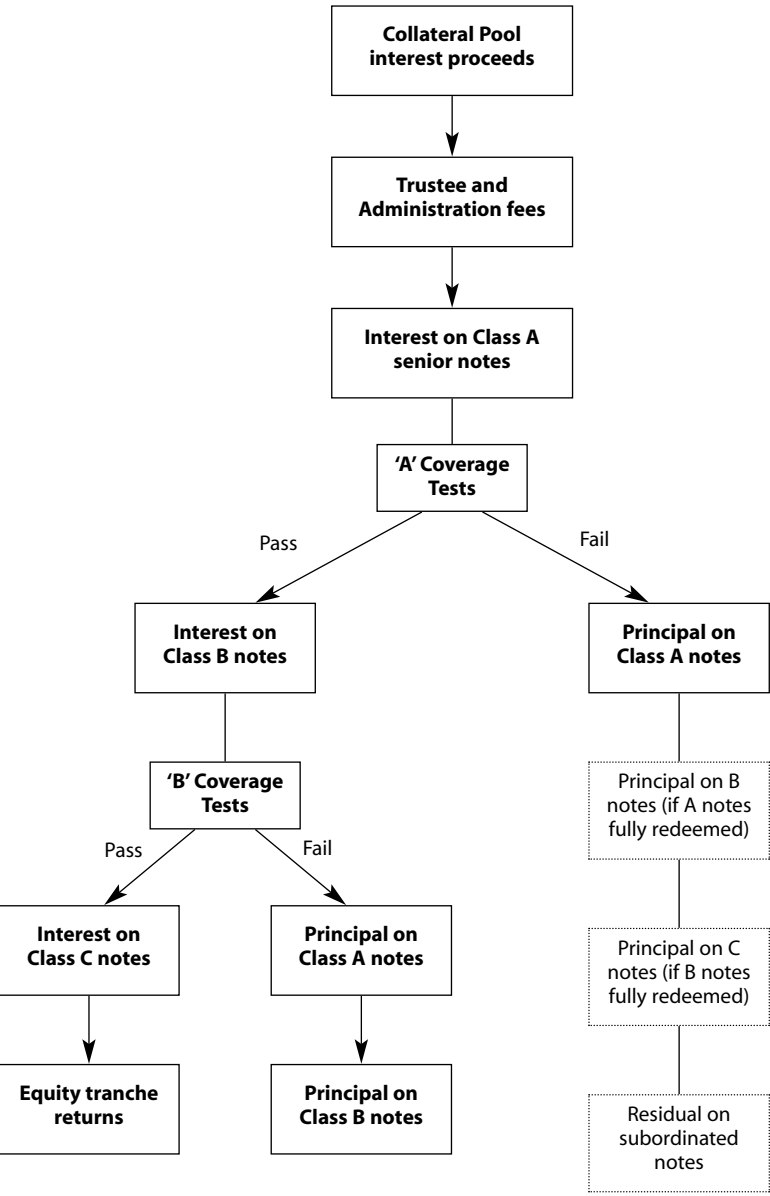 Collateral Pool
interest proceeds
Trustee and
Administration fees
Interest on Class A
senior notes
‘A’ Coverage
Tests
Pass
Fail
Interest on
Class B notes
Principal on
Class A notes
‘B’ Coverage
Tests
Principal on B
notes (if A notes
fully redeemed)
Pass
Fail
Interest on
Class C notes
Principal on
Class A notes
Principal on C
notes (if B notes
fully redeemed)
Equity tranche
returns
Principal on
Class B notes
Residual on
subordinated
notes